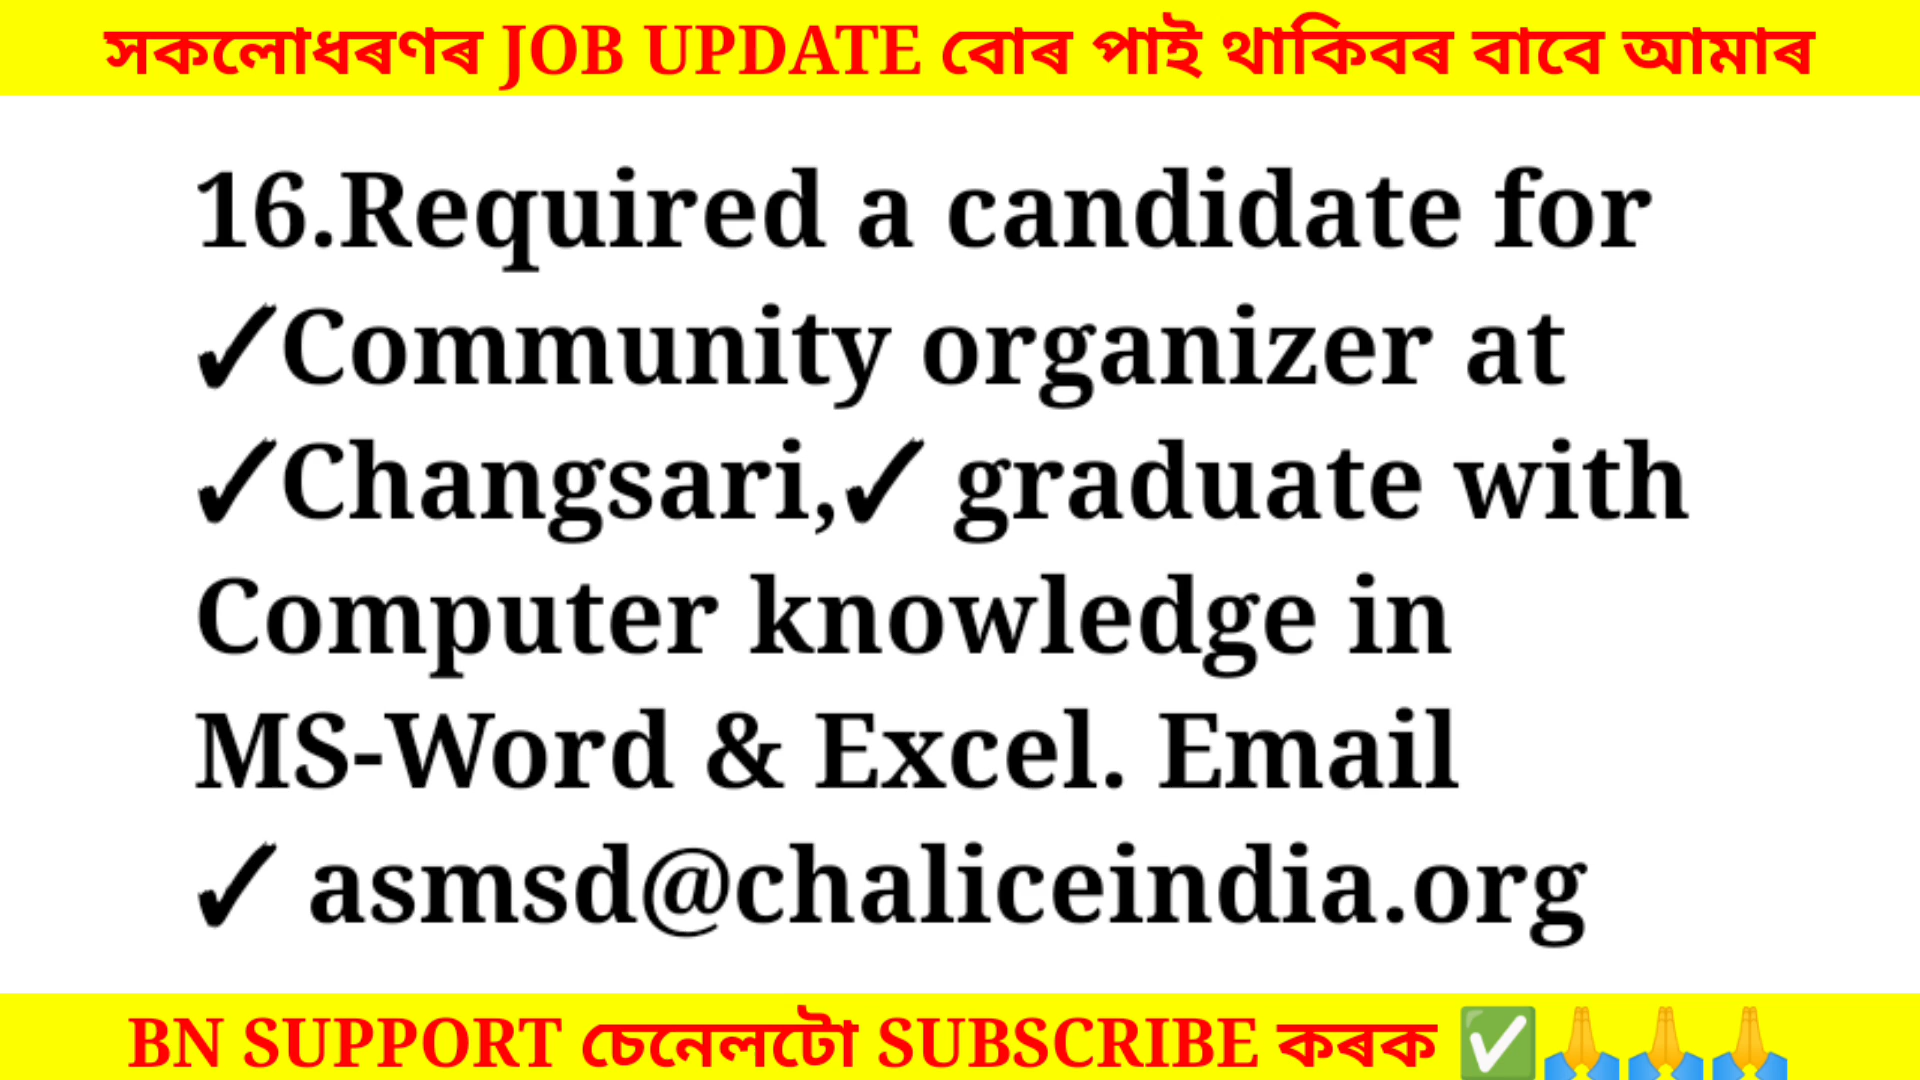 সকলোধৰণৰ JOB UPDATE বোৰ পাই থাকিবৰ বাবে আমাৰ
16.Required a candidate for
✓Community organizer at
✓Changsari,✓ graduate with
Computer knowledge in
MS-Word & Excel. Email
✓ asmsd@chaliceindia.org
BN SUPPORT চেনেলটো SUBSCRIBE কৰক ✅🙏🙏🙏